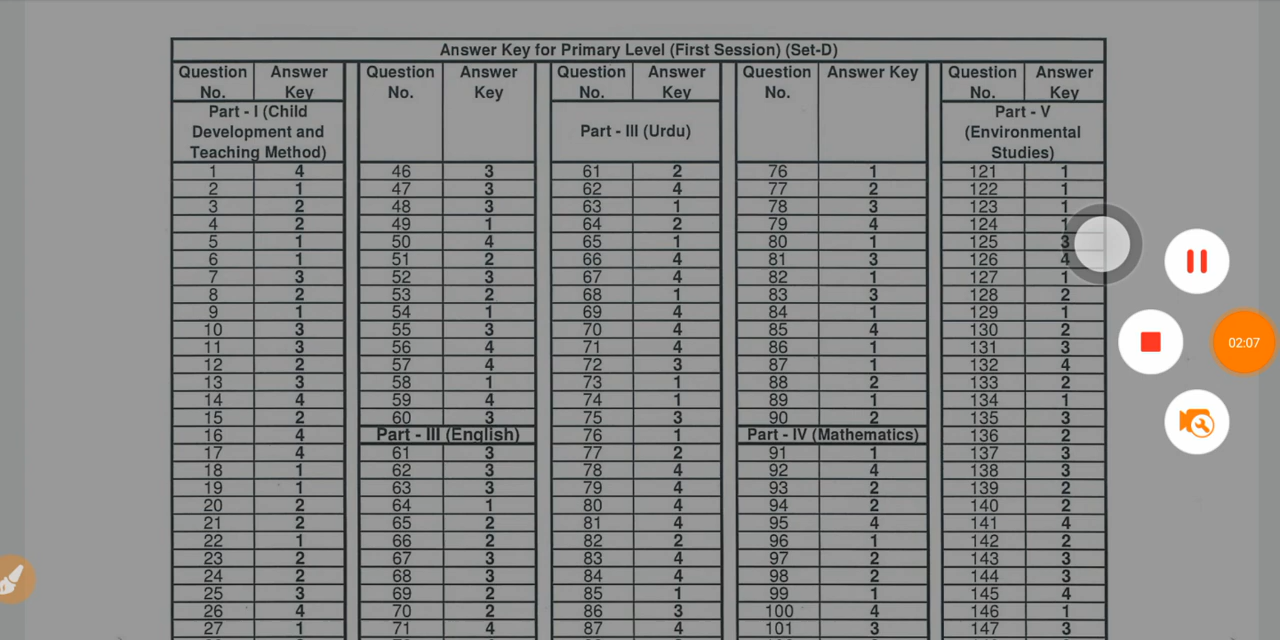 Answer Key for Primary Level (First Session) (Set-D)
Question Answer Question Answer Question Answer Question Answer Key Question Answer
No. Key No. Key No. Key No. No. Key
Part - I (Child Part - V
Development and Part - III (Urdu) (Environmental
Teaching Method) Studies)
1 4 46 3 61 2 76 1 121 1
2 1 47 3 62 4 77 2 122 1
3 2 48 3 63 1 78 3 123 1
4 2 49 1 64 2 79 4 124 1
5 1 50 4 65 1 80 1 125 3
6 1 51 2 66 4 81 3 126 4
7 3 52 3 67 4 82 1 127 1
8 2 53 2 68 1 83 3 128 2
9 1 54 1 69 4 84 1 129 1
10 3 55 3 70 4 85 4 130 2
11 3 56 4 71 4 86 1 131 3
12 2 57 4 72 3 87 1 132 4
13 3 58 1 73 1 88 2 133 2
14 4 59 4 74 1 89 1 134 1
15 2 60 3 75 3 90 2 135 3
16 4 Part - III (English) 76 1 Part - IV (Mathematics) 136 2
17 4 61 3 77 2 91 1 137 3
18 1 62 3 78 4 92 4 138 3
19 1 63 3 79 4 93 2 139 2
20 2 64 1 80 4 94 2 140 2
21 2 65 2 81 4 95 4 141 4
22 1 66 2 82 2 96 1 142 2
23 2 67 3 83 4 97 2 143 3
24 2 68 3 84 4 98 2 144 3
25 3 69 2 85 1 99 1 145 4
26 4 70 2 86 3 100 4 146 1
27 1 71 4 87 4 101 3 147 3
02:07